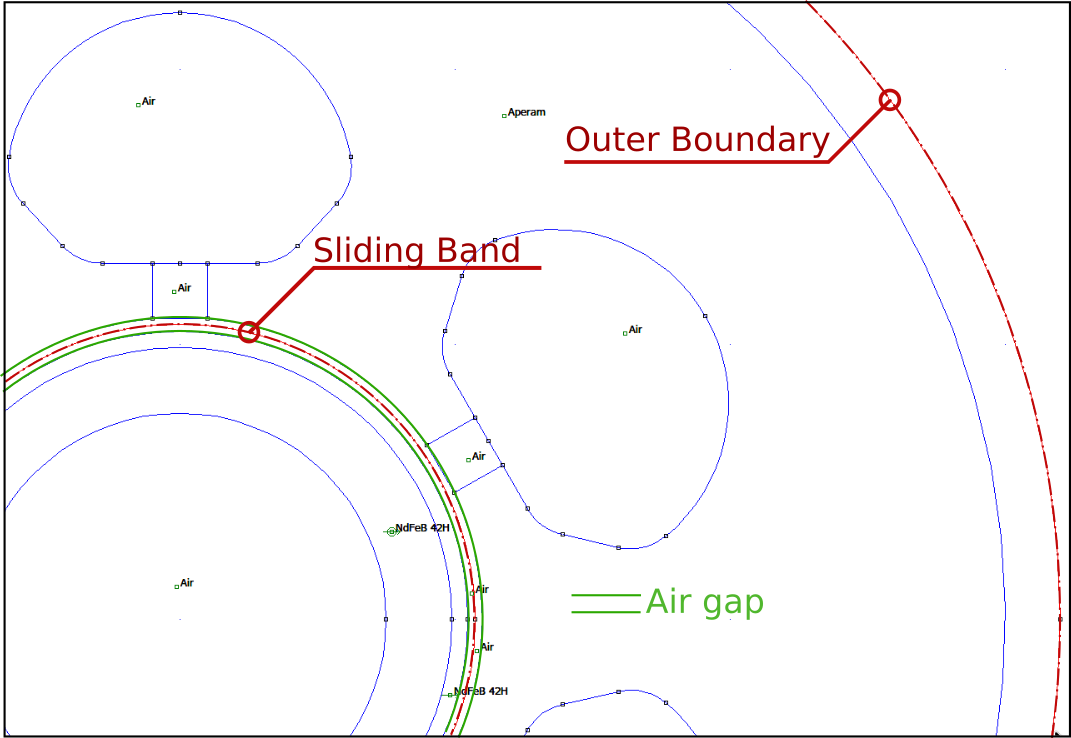 Air
Aperam
Outer Boundary
Sliding Band
Air
Air
Air
NdFeB 42H
Air
Air
Air gap
Air
NdFeB 42H